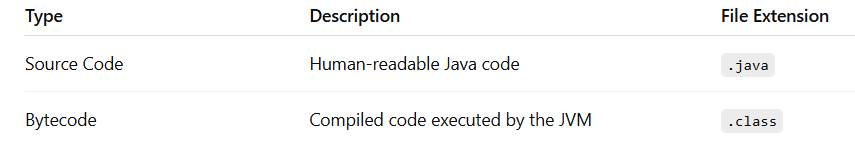 Type Description File Extension
Source Code Human-readable Java code .java
Bytecode Compiled code executed by the JVM .class